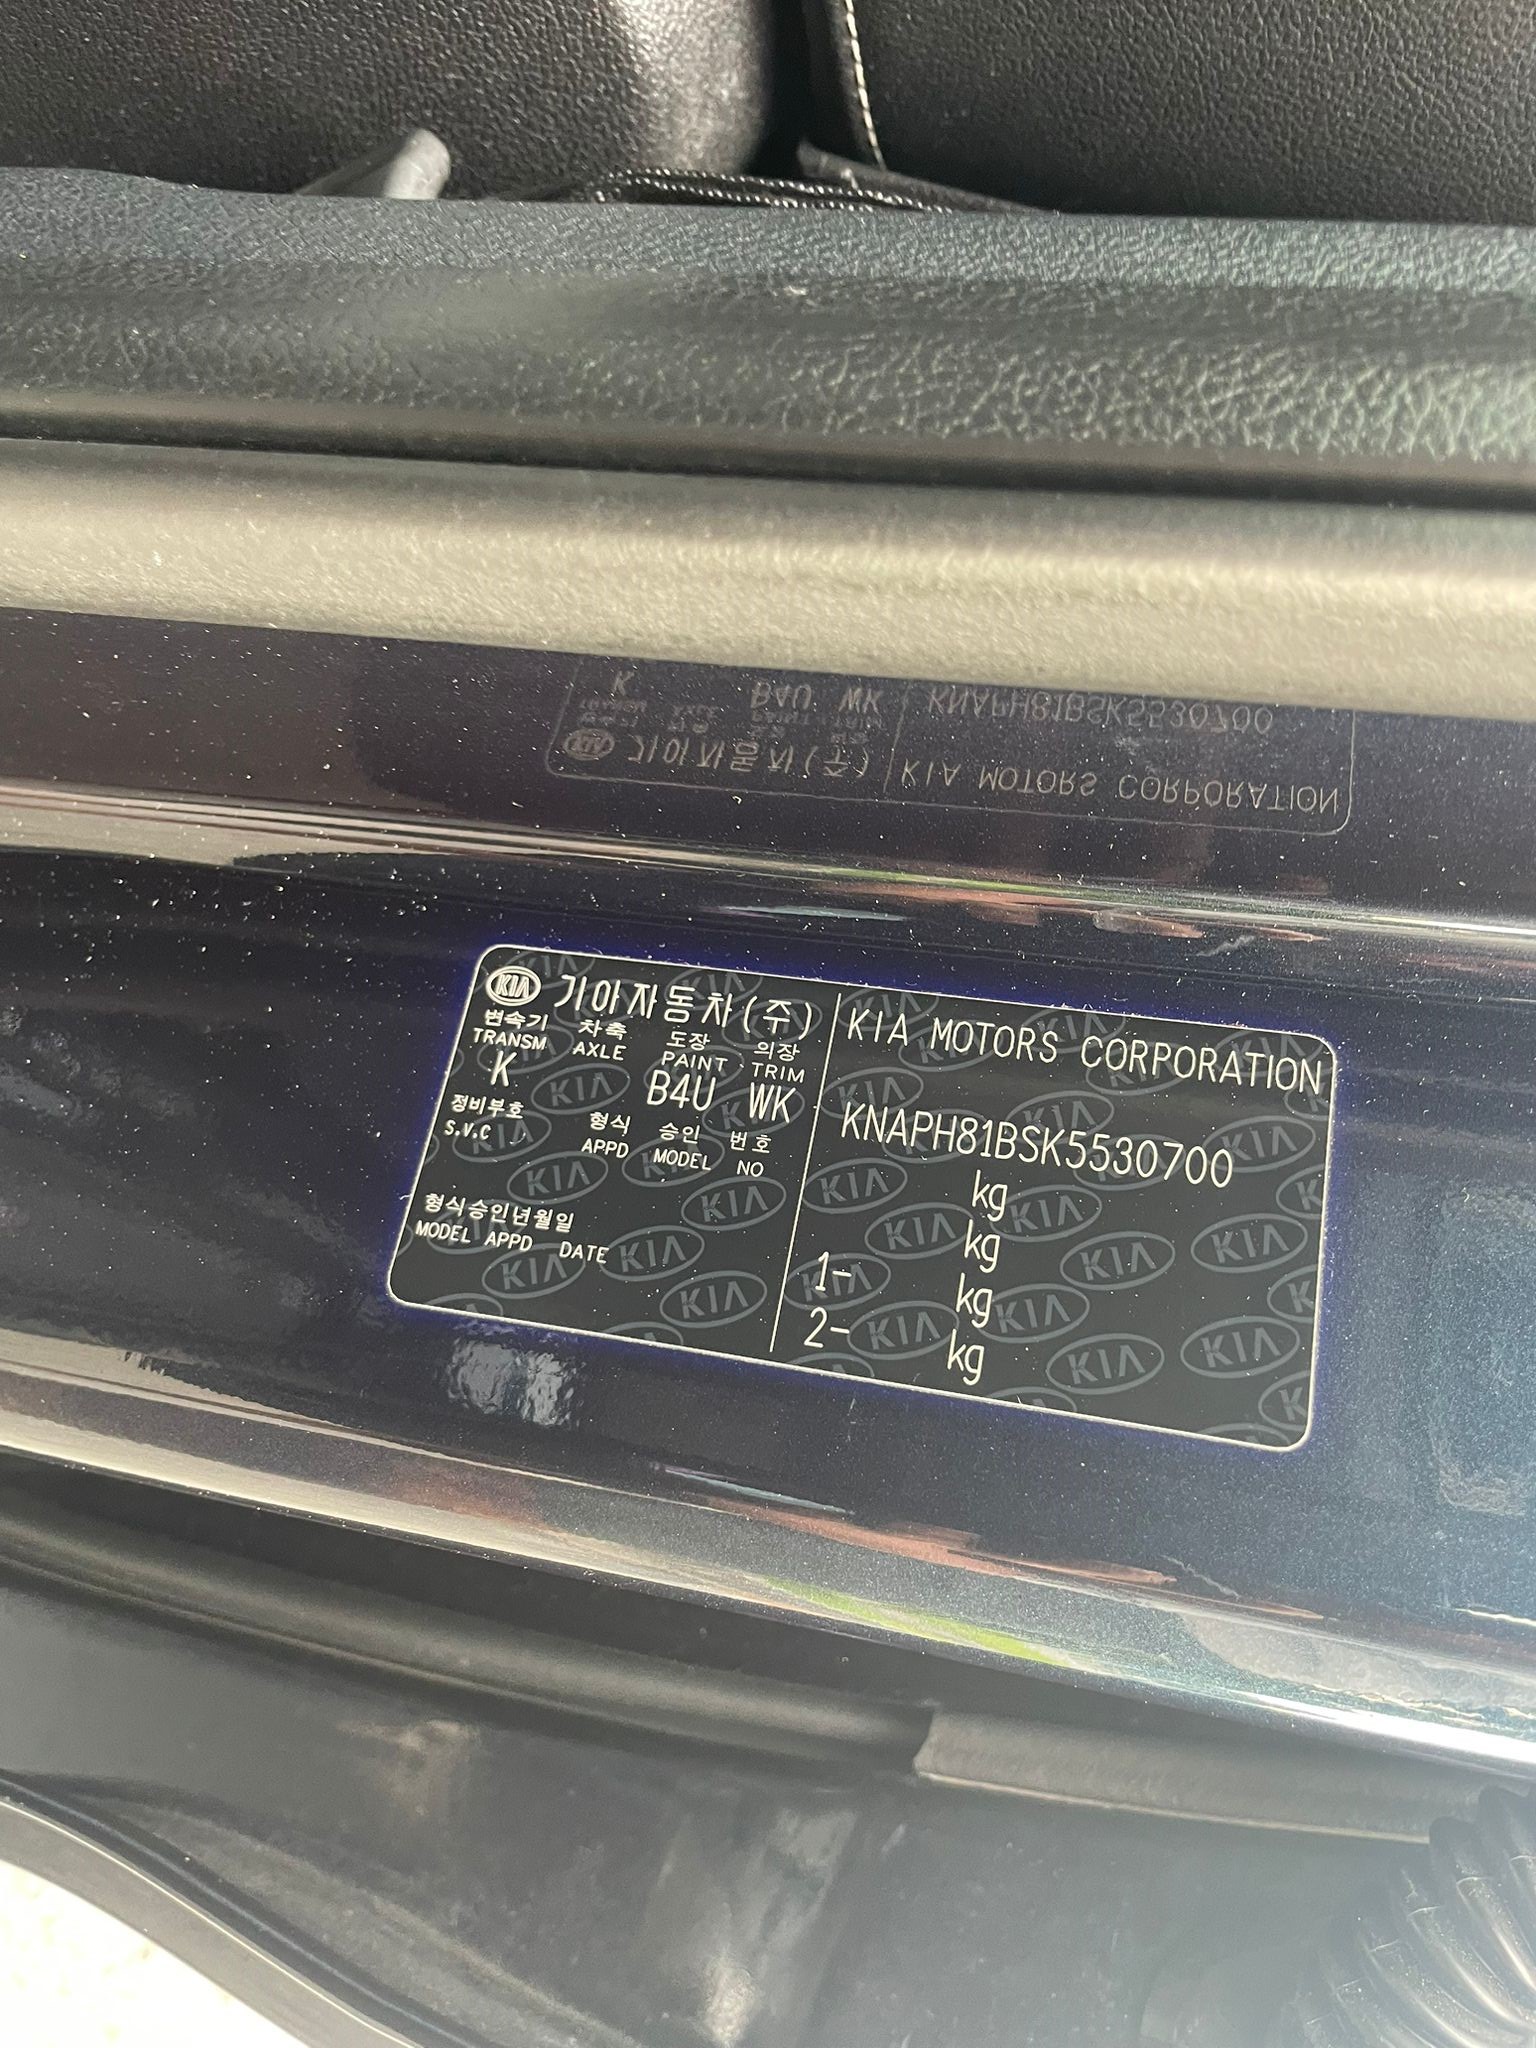 KIA 기아자동차(주)
변속기 차축 도장 의장
TRANSM AXLE PAINT TRIM
K B4U WK
정비부호 형식 승인 번호
S.V.C APPD MODEL NO
형식승인년월일
MODEL APPD DATE
KIA MOTORS CORPORATION
KNAPH81BSK5530700
kg
kg
1- kg
2- kg